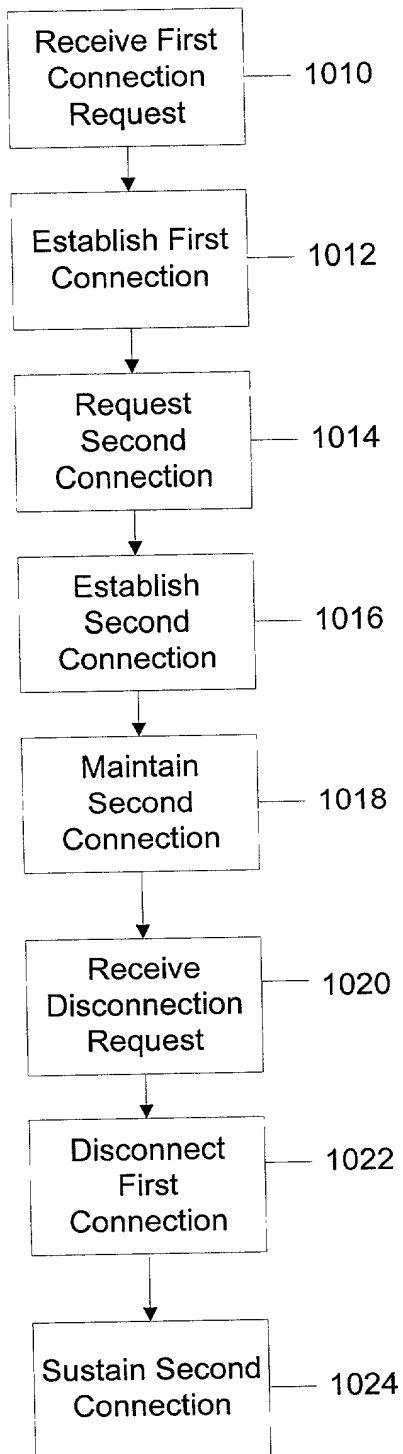 Receive First
Connection
Request
1010
Establish First
Connection
1012
Request
Second
Connection
1014
Establish
Second
Connection
1016
Maintain
Second
Connection
1018
Receive
Disconnection
Request
1020
Disconnect
First
Connection
1022
Sustain Second
Connection
1024